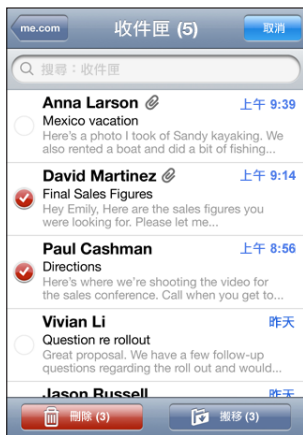 me.com 收件匣 (5) 取消
搜尋：收件匣
Anna Larson 上午 9:39
Mexico vacation
Here's a photo I took of Sandy kayaking. We
also rented a boat and did a bit of fishing...
David Martinez 上午 9:14
Final Sales Figures
Hey Emily, Here are the sales figures you
were looking for. Please let me...
Paul Cashman 上午 8:56
Directions
Here's where we're shooting the video for
the sales conference. Call when you get to...
Vivian Li 昨天
Question re rollout
Great proposal. We have a few follow-up
questions regarding the roll out and would...
Jason Russell 昨天
刪除 (3) 搬移 (3)